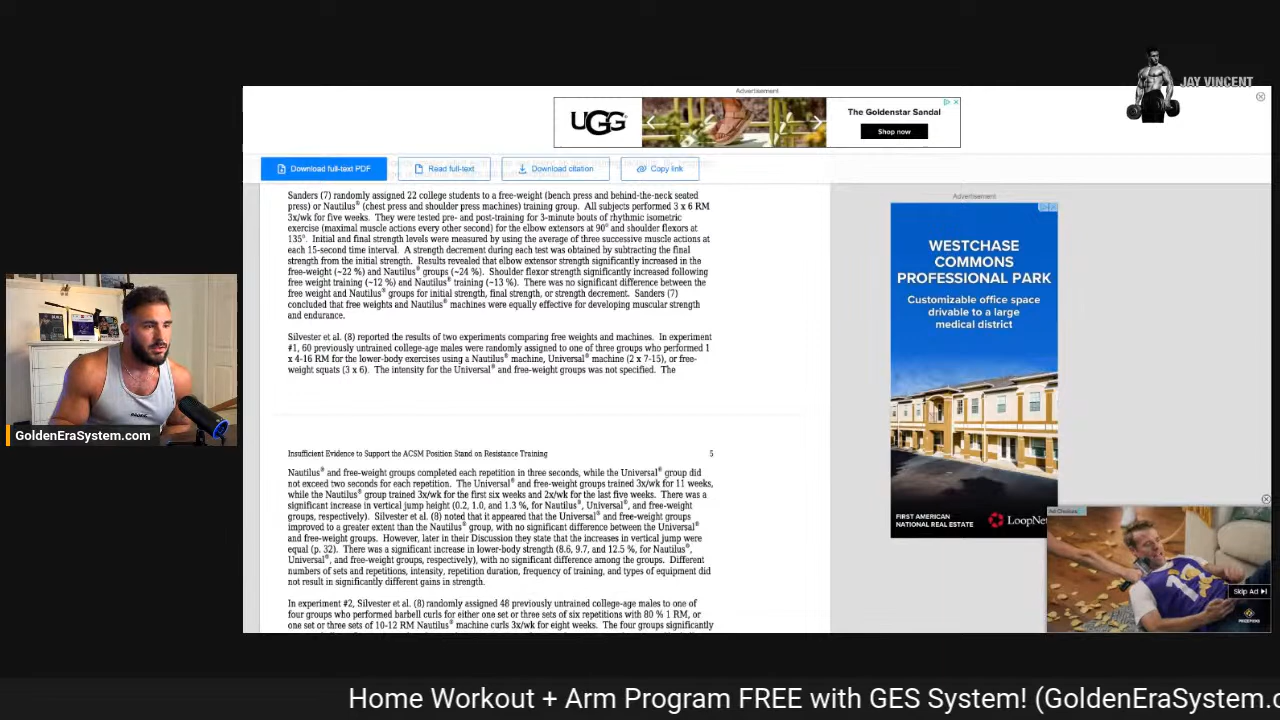 JAY VINCENT
Advertisement
UGG
The Goldenstar Sandal
Shop now
Download full-text PDF
Read full-text
Download citation
Copy link
Sanders (7) randomly assigned 22 college students to a free-weight (bench press and behind-the-neck seated
press) or Nautilus® (chest press and shoulder press machines) training group. All subjects performed 3 x 6 RM
3x/wk for five weeks. They were tested pre- and post-training for 3-minute bouts of rhythmic isometric
exercise (maximal muscle actions every other second) for the elbow extensors at 90° and shoulder flexors at
135°. Initial and final strength levels were measured by using the average of three successive muscle actions at
each 15-second time interval. A strength decrement during each test was obtained by subtracting the final
strength from the initial strength. Results revealed that elbow extensor strength significantly increased in the
free-weight (~22 %) and Nautilus® groups (~24 %). Shoulder flexor strength significantly increased following
free weight training (~12 %) and Nautilus® training (~13 %). There was no significant difference between the
free weight and Nautilus® groups for initial strength, final strength, or strength decrement. Sanders (7)
concluded that free weights and Nautilus® machines were equally effective for developing muscular strength
and endurance.
Silvester et al. (8) reported the results of two experiments comparing free weights and machines. In experiment
#1, 60 previously untrained college-age males were randomly assigned to one of three groups who performed 1
x 4-16 RM for the lower-body exercises using a Nautilus® machine, Universal® machine (2 x 7-15), or free-
weight squats (3 x 6). The intensity for the Universal® and free-weight groups was not specified. The
Insufficient Evidence to Support the ACSM Position Stand on Resistance Training 5
Nautilus® and free-weight groups completed each repetition in three seconds, while the Universal® group did
not exceed two seconds for each repetition. The Universal® and free-weight groups trained 3x/wk for 11 weeks,
while the Nautilus® group trained 3x/wk for the first six weeks and 2x/wk for the last five weeks. There was a
significant increase in vertical jump height (0.2, 1.0, and 1.3 %, for Nautilus®, Universal®, and free-weight
groups, respectively). Silvester et al. (8) noted that it appeared that the Universal® and free-weight groups
improved to a greater extent than the Nautilus® group, with no significant difference between the Universal®
and free-weight groups. However, later in their Discussion they state that the increases in vertical jump were
equal (p. 32). There was a significant increase in lower-body strength (8.6, 9.7, and 12.5 %, for Nautilus®,
Universal®, and free-weight groups, respectively), with no significant difference among the groups. Different
numbers of sets and repetitions, intensity, repetition duration, frequency of training, and types of equipment did
not result in significantly different gains in strength.
In experiment #2, Silvester et al. (8) randomly assigned 48 previously untrained college-age males to one of
four groups who performed barbell curls for either one set or three sets of six repetitions with 80 % 1 RM, or
one set or three sets of 10-12 RM Nautilus® machine curls 3x/wk for eight weeks. The four groups significantly
Advertisement
WESTCHASE
COMMONS
PROFESSIONAL PARK
Customizable office space
drivable to a large
medical district
FIRST AMERICAN
NATIONAL REAL ESTATE
LoopNet
Ad Choices
Skip Ad
GoldenEraSystem.com
Home Workout + Arm Program FREE with GES System! (GoldenEraSystem.c